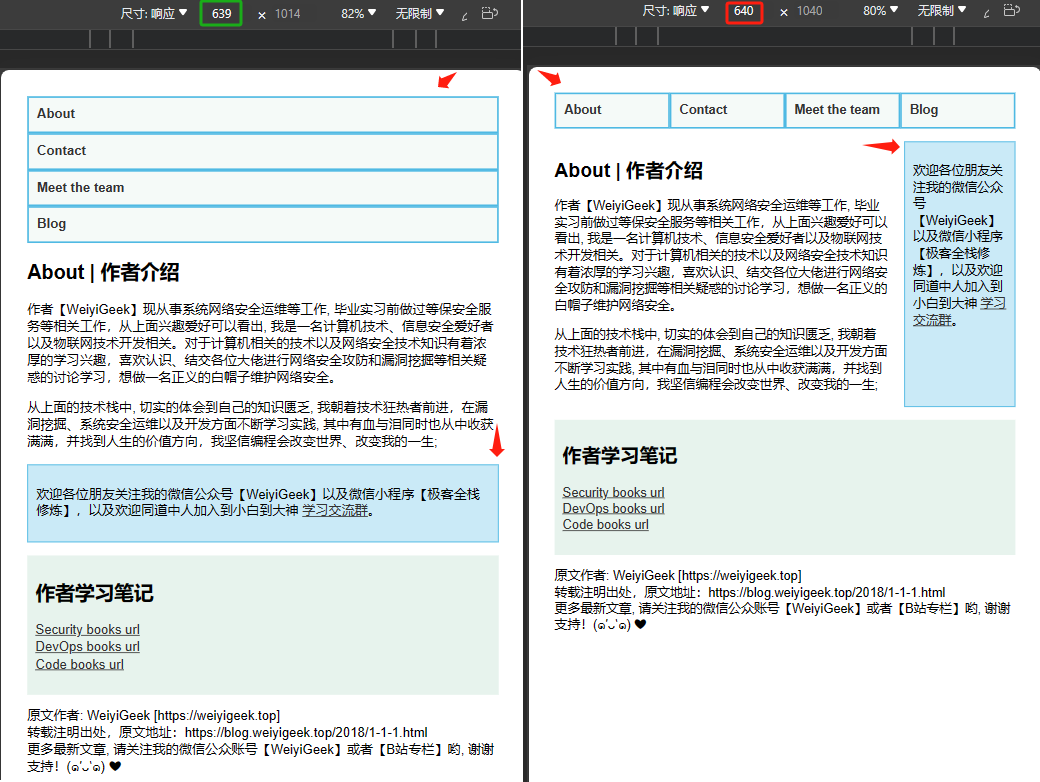 尺寸: 响应 639 × 1014 82% 无限制
About
Contact
Meet the team
Blog
About | 作者介绍
作者【WeiyiGeek】现从事系统网络安全运维等工作, 毕业实习前做过等保安全服
务等相关工作，从上面兴趣爱好可以看出, 我是一名计算机技术、信息安全爱好者
以及物联网技术开发相关。对于计算机相关的技术以及网络安全技术知识有着浓
厚的学习兴趣，喜欢认识、结交各位大佬进行网络安全攻防和漏洞挖掘等相关疑
惑的讨论学习，想做一名正义的白帽子维护网络安全。
从上面的技术栈中, 切实的体会到自己的知识匮乏, 我朝着技术狂热者前进，在漏
洞挖掘、系统安全运维以及开发方面不断学习实践, 其中有血与泪同时也从中收获
满满，并找到人生的价值方向，我坚信编程会改变世界、改变我的一生;
欢迎各位朋友关注我的微信公众号【WeiyiGeek】以及微信小程序【极客全栈
修炼】，以及欢迎同道中人加入到小白到大神 学习交流群。
作者学习笔记
Security books url
DevOps books url
Code books url
原文作者: WeiyiGeek [https://weiyigeek.top]
转载注明出处，原文地址：https://blog.weiyigeek.top/2018/1-1-1.html
更多最新文章, 请关注我的微信公众账号【WeiyiGeek】或者【B站专栏】哟, 谢谢
支持！(๑′ᴗ‵๑) ♥
尺寸: 响应 640 × 1040 80% 无限制
About Contact Meet the team Blog
About | 作者介绍
作者【WeiyiGeek】现从事系统网络安全运维等工作, 毕业
实习前做过等保安全服务等相关工作，从上面兴趣爱好可以
看出, 我是一名计算机技术、信息安全爱好者以及物联网技
术开发相关。对于计算机相关的技术以及网络安全技术知识
有着浓厚的学习兴趣，喜欢认识、结交各位大佬进行网络安
全攻防和漏洞挖掘等相关疑惑的讨论学习，想做一名正义的
白帽子维护网络安全。
从上面的技术栈中, 切实的体会到自己的知识匮乏, 我朝着
技术狂热者前进，在漏洞挖掘、系统安全运维以及开发方面
不断学习实践, 其中有血与泪同时也从中收获满满，并找到
人生的价值方向，我坚信编程会改变世界、改变我的一生;
欢迎各位朋友关
注我的微信公众
号
【WeiyiGeek】
以及微信小程序
【极客全栈修
炼】，以及欢迎
同道中人加入到
小白到大神 学习
交流群。
作者学习笔记
Security books url
DevOps books url
Code books url
原文作者: WeiyiGeek [https://weiyigeek.top]
转载注明出处，原文地址：https://blog.weiyigeek.top/2018/1-1-1.html
更多最新文章, 请关注我的微信公众账号【WeiyiGeek】或者【B站专栏】哟, 谢谢
支持！(๑′ᴗ‵๑) ♥